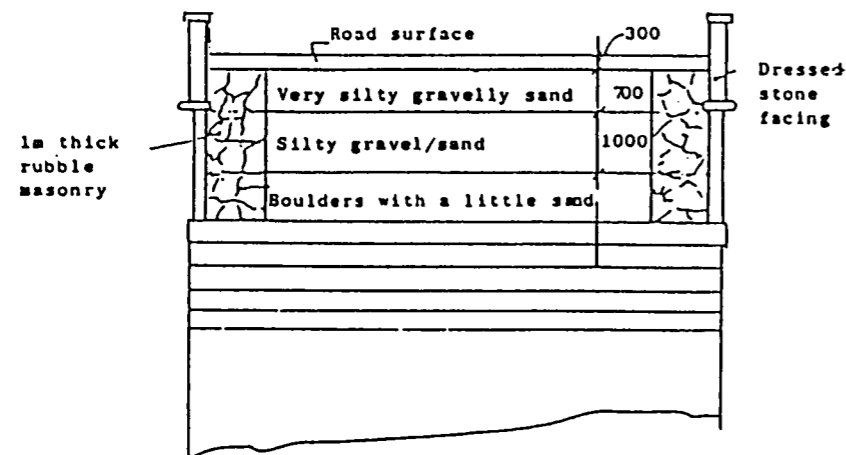 Road surface
300
Dressed
stone
facing
Very silty gravelly sand
700
1m thick
rubble
masonry
Silty gravel/sand
1000
Boulders with a little sand